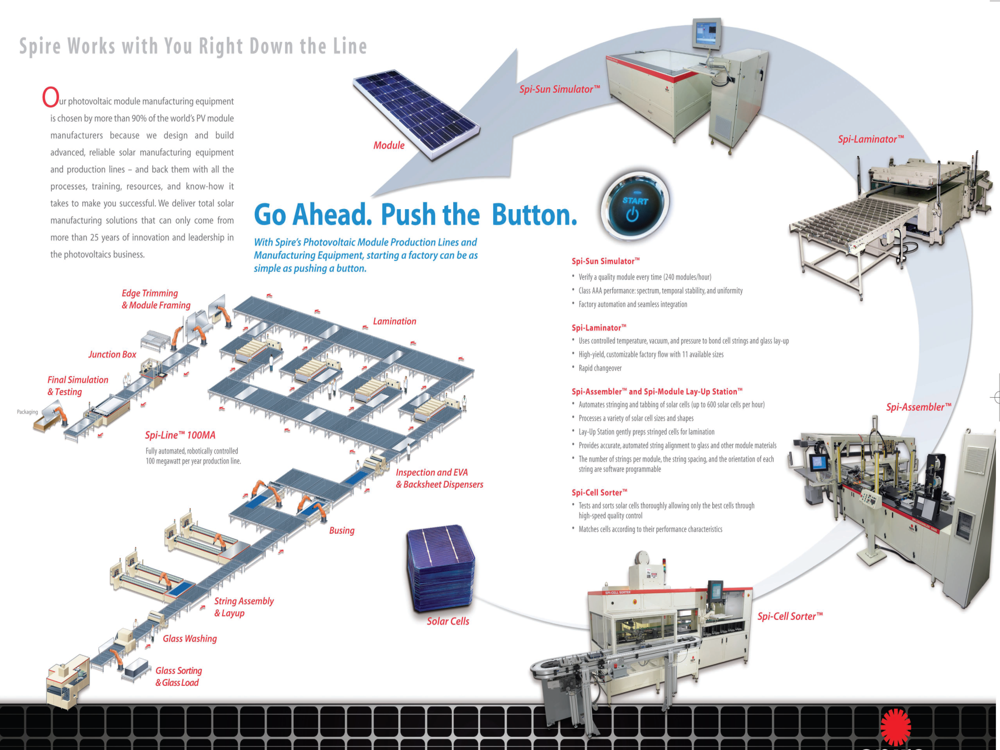 Spire Works with You Right Down the Line
Our photovoltaic module manufacturing equipment
is chosen by more than 90% of the world's PV module
manufacturers because we design and build
advanced, reliable solar manufacturing equipment
and production lines – and back them with all the
processes, training, resources, and know-how it
takes to make you successful. We deliver total solar
manufacturing solutions that can only come from
more than 25 years of innovation and leadership in
the photovoltaics business.
Module
Spi-Sun Simulator™
Spi-Laminator™
START
Go Ahead. Push the Button.
With Spire's Photovoltaic Module Production Lines and
Manufacturing Equipment, starting a factory can be as
simple as pushing a button.
Edge Trimming
& Module Framing
Lamination
Junction Box
Final Simulation
& Testing
Packaging
Spi-Line™ 100MA
Fully automated, robotically controlled
100 megawatt per year production line.
Inspection and EVA
& Backsheet Dispensers
Busing
String Assembly
& Layup
Glass Washing
Glass Sorting
& Glass Load
Spi-Sun Simulator™
• Verify a quality module every time (240 modules/hour)
• Class AAA performance: spectrum, temporal stability, and uniformity
• Factory automation and seamless integration
Spi-Laminator™
• Uses controlled temperature, vacuum, and pressure to bond cell strings and glass lay-up
• High-yield, customizable factory flow with 11 available sizes
• Rapid changeover
Spi-Assembler™ and Spi-Module Lay-Up Station™
• Automates stringing and tabbing of solar cells (up to 600 solar cells per hour)
• Processes a variety of solar cell sizes and shapes
• Lay-Up Station gently preps stringed cells for lamination
• Provides accurate, automated string alignment to glass and other module materials
• The number of strings per module, the string spacing, and the orientation of each
string are software programmable
Spi-Cell Sorter™
• Tests and sorts solar cells thoroughly allowing only the best cells through
high-speed quality control
• Matches cells according to their performance characteristics
Spi-Assembler™
SPI-ASSEMBLER
spire
Solar Cells
SPI-CELL SORTER
spire
Spi-Cell Sorter™